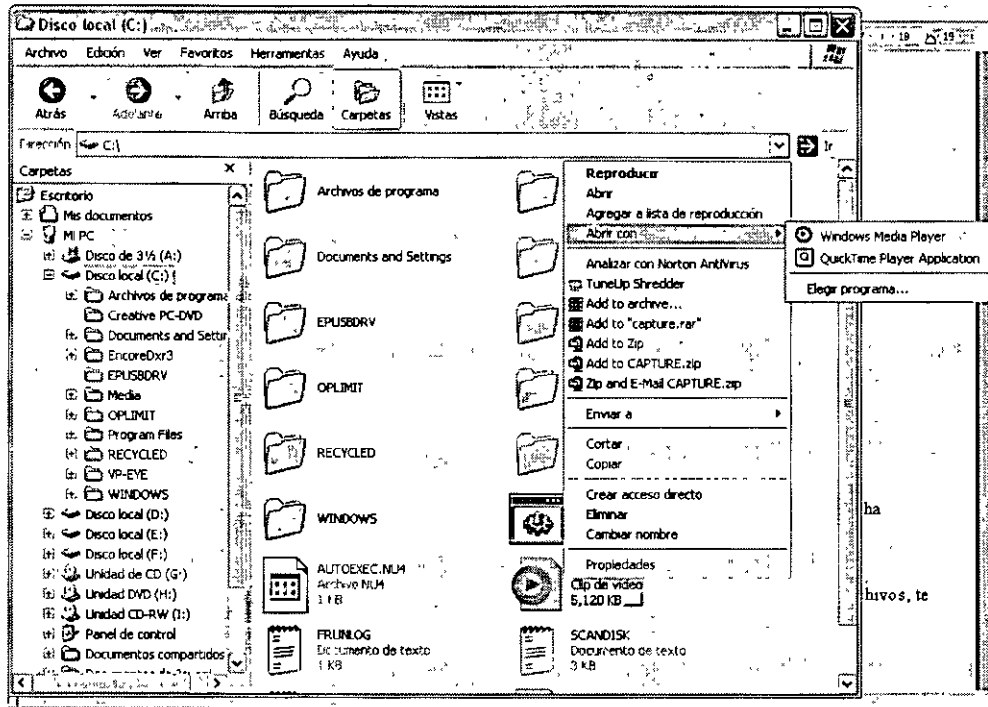 Disco local (C:)
Archivo Edición Ver Favoritos Herramientas Ayuda
Atrás Adelante Arriba Búsqueda Carpetas Vistas
Dirección C:\ Ir
18 19
Carpetas x
Escritorio
Mis documentos
Mi PC
Disco de 3½ (A:)
Disco local (C:)
Archivos de programa
Creative PC-DVD
Documents and Settir
EncoreDxr3
EPUSBDRV
Media
OPLIMIT
Program Files
RECYCLED
VP-EYE
WINDOWS
Disco local (D:)
Disco local (E:)
Disco local (F:)
Unidad de CD (G:)
Unidad DVD (H:)
Unidad CD-RW (I:)
Panel de control
Documentos compartidos
Archivos de programa
Documents and Settings
EPUSBDRV
OPLIMIT
RECYCLED
WINDOWS
AUTOEXEC.NU4
Archivo NU4
1 KB
FRUNLOG
Documento de texto
1 KB
Clip de video
5,120 KB
SCANDISK
Documento de texto
3 KB
Reproducir
Abrir
Agregar a lista de reproducción
Abrir con
Analizar con Norton AntiVirus
TuneUp Shredder
Add to archive...
Add to "capture.rar"
Add to Zip
Add to CAPTURE.zip
Zip and E-Mail CAPTURE.zip
Enviar a
Cortar
Copiar
Crear acceso directo
Eliminar
Cambiar nombre
Propiedades
Windows Media Player
QuickTime Player Application
Elegir programa...
ha
hivos, te